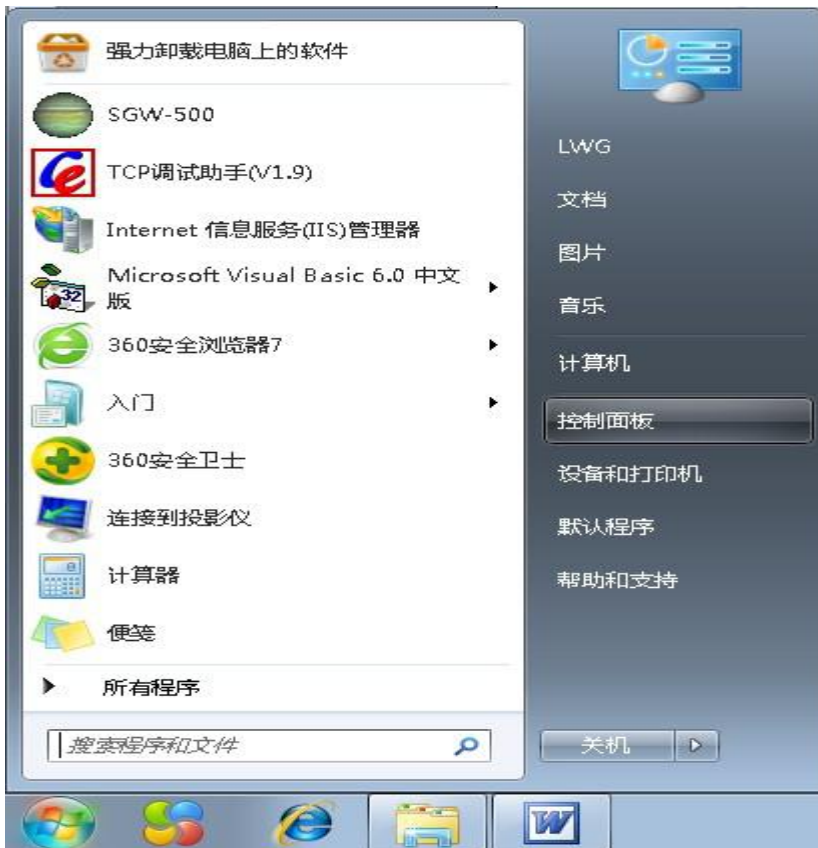 强力卸载电脑上的软件
SGW-500
TCP调试助手(V1.9)
Internet 信息服务(IIS)管理器
Microsoft Visual Basic 6.0 中文
版
360安全浏览器7
入门
360安全卫士
连接到投影仪
计算器
便笺
所有程序
搜索程序和文件
LWG
文档
图片
音乐
计算机
控制面板
设备和打印机
默认程序
帮助和支持
关机